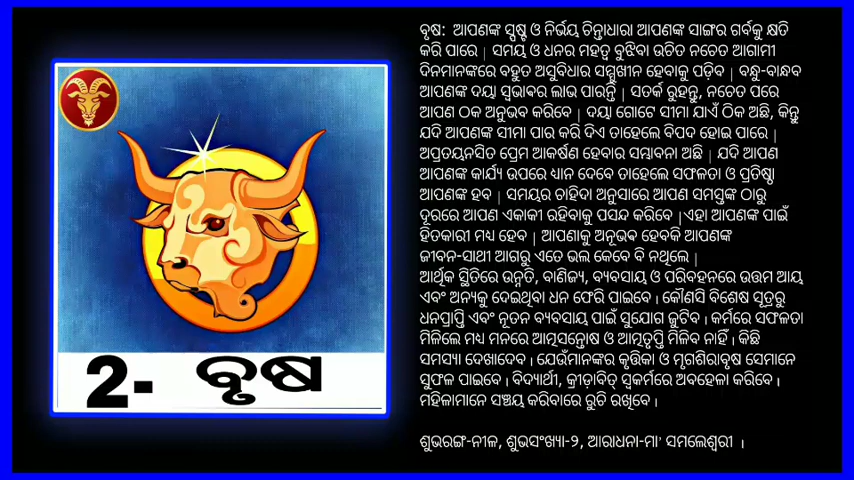 ବୃଷ: ଆପଣଙ୍କ ସ୍ପଷ୍ଟ ଓ ନିର୍ଭୟ ଚିନ୍ତାଧାରା ଆପଣଙ୍କ ସାଙ୍ଗର ଗର୍ବକୁ କ୍ଷତି
କରି ପାରେ | ସମୟ ଓ ଧନର ମହତ୍ଵ ବୁଝିବା ଉଚିତ ନଚେତ ଆଗାମୀ
ଦିନମାନଙ୍କରେ ବହୁତ ଅସୁବିଧାର ସମ୍ମୁଖୀନ ହେବାକୁ ପଡ଼ିବ | ବନ୍ଧୁ-ବାନ୍ଧବ
ଆପଣଙ୍କ ଦୟା ସ୍ୱଭାବର ଲାଭ ପାରନ୍ତି | ସତର୍କ ରୁହନ୍ତୁ, ନଚେତ ପରେ
ଆପଣ ଠକ ଅନୁଭବ କରିବେ | ଦୟା ଗୋଟେ ସୀମା ଯାଏଁ ଠିକ ଅଛି, କିନ୍ତୁ
ଯଦି ଆପଣଙ୍କ ସୀମା ପାର କରି ଦିଏ ତାହେଲେ ବିପଦ ହୋଇ ପାରେ |
ଅପ୍ରତୟନସିତ ପ୍ରେମ ଆକର୍ଷଣ ହେବାର ସମ୍ଭାବନା ଅଛି | ଯଦି ଆପଣ
ଆପଣଙ୍କ କାର୍ଯ୍ୟ ଉପରେ ଧ୍ୟାନ ଦେବେ ତାହେଲେ ସଫଳତା ଓ ପ୍ରତିଷ୍ଠା
ଆପଣଙ୍କ ହବ | ସମୟର ଚାହିଦା ଅନୁସାରେ ଆପଣ ସମସ୍ତଙ୍କ ଠାରୁ
ଦୂରରେ ଆପଣ ଏକାକୀ ରହିବାକୁ ପସନ୍ଦ କରିବେ |ଏହା ଆପଣଙ୍କ ପାଇଁ
ହିତକାରୀ ମଧ୍ୟ ହେବ | ଆପଣାକୁ ଅନୂଭବ ହେବକି ଆପଣଙ୍କ
ଜୀବନ-ସାଥୀ ଆଗରୁ ଏତେ ଭଲ କେବେ ବି ନଥିଲେ |
ଆର୍ଥିକ ସ୍ଥିତିରେ ଉନ୍ନତି, ବାଣିଜ୍ୟ, ବ୍ୟବସାୟ ଓ ପରିବହନରେ ଉତ୍ତମ ଆୟ
ଏବଂ ଅନ୍ୟକୁ ଦେଇଥିବା ଧନ ଫେରି ପାଇବେ। କୌଣସି ବିଶେଷ ସୂତ୍ରରୁ
ଧନପ୍ରାପ୍ତି ଏବଂ ନୂତନ ବ୍ୟବସାୟ ପାଇଁ ସୁଯୋଗ ଜୁଟିବ। କର୍ମରେ ସଫଳତା
ମିଳିଲେ ମଧ୍ୟ ମନରେ ଆତ୍ମସନ୍ତୋଷ ଓ ଆତ୍ମତୃପ୍ତି ମିଳିବ ନାହିଁ। କିଛି
ସମସ୍ୟା ଦେଖାଦେବ। ଯେଉଁମାନଙ୍କର କୃତ୍ତିକା ଓ ମୃଗଶିରାବୃଷ ସେମାନେ
ସୁଫଳ ପାଇବେ। ବିଦ୍ୟାର୍ଥୀ, କ୍ରୀଡ଼ାବିତ୍ ସ୍ୱକର୍ମରେ ଅବହେଳା କରିବେ।
ମହିଳାମାନେ ସଞ୍ଚୟ କରିବାରେ ରୁଚି ରଖିବେ।
ଶୁଭରଙ୍ଗ-ନୀଳ, ଶୁଭସଂଖ୍ୟା-୨, ଆରାଧନା-ମା' ସମଲେଶ୍ୱରୀ ।
2- ବୃଷ